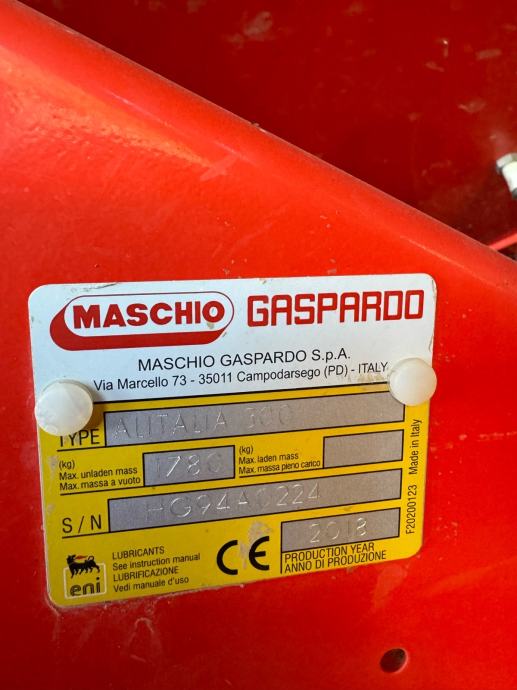 MASCHIO GASPARDO
MASCHIO GASPARDO S.p.A.
Via Marcello 73 - 35011 Campodarsego (PD) - ITALY
TYPE ALITALIA 300
(kg)
Max. unladen mass
Max. massa a vuoto
1780
(kg)
Max. laden mass
Max. massa pieno carico
S/N HG94A0224
eni
LUBRICANTS
See instruction manual
LUBRIFICAZIONE
Vedi manuale d'uso
CE
2018
PRODUCTION YEAR
ANNO DI PRODUZIONE
F20200123 Made in Italy